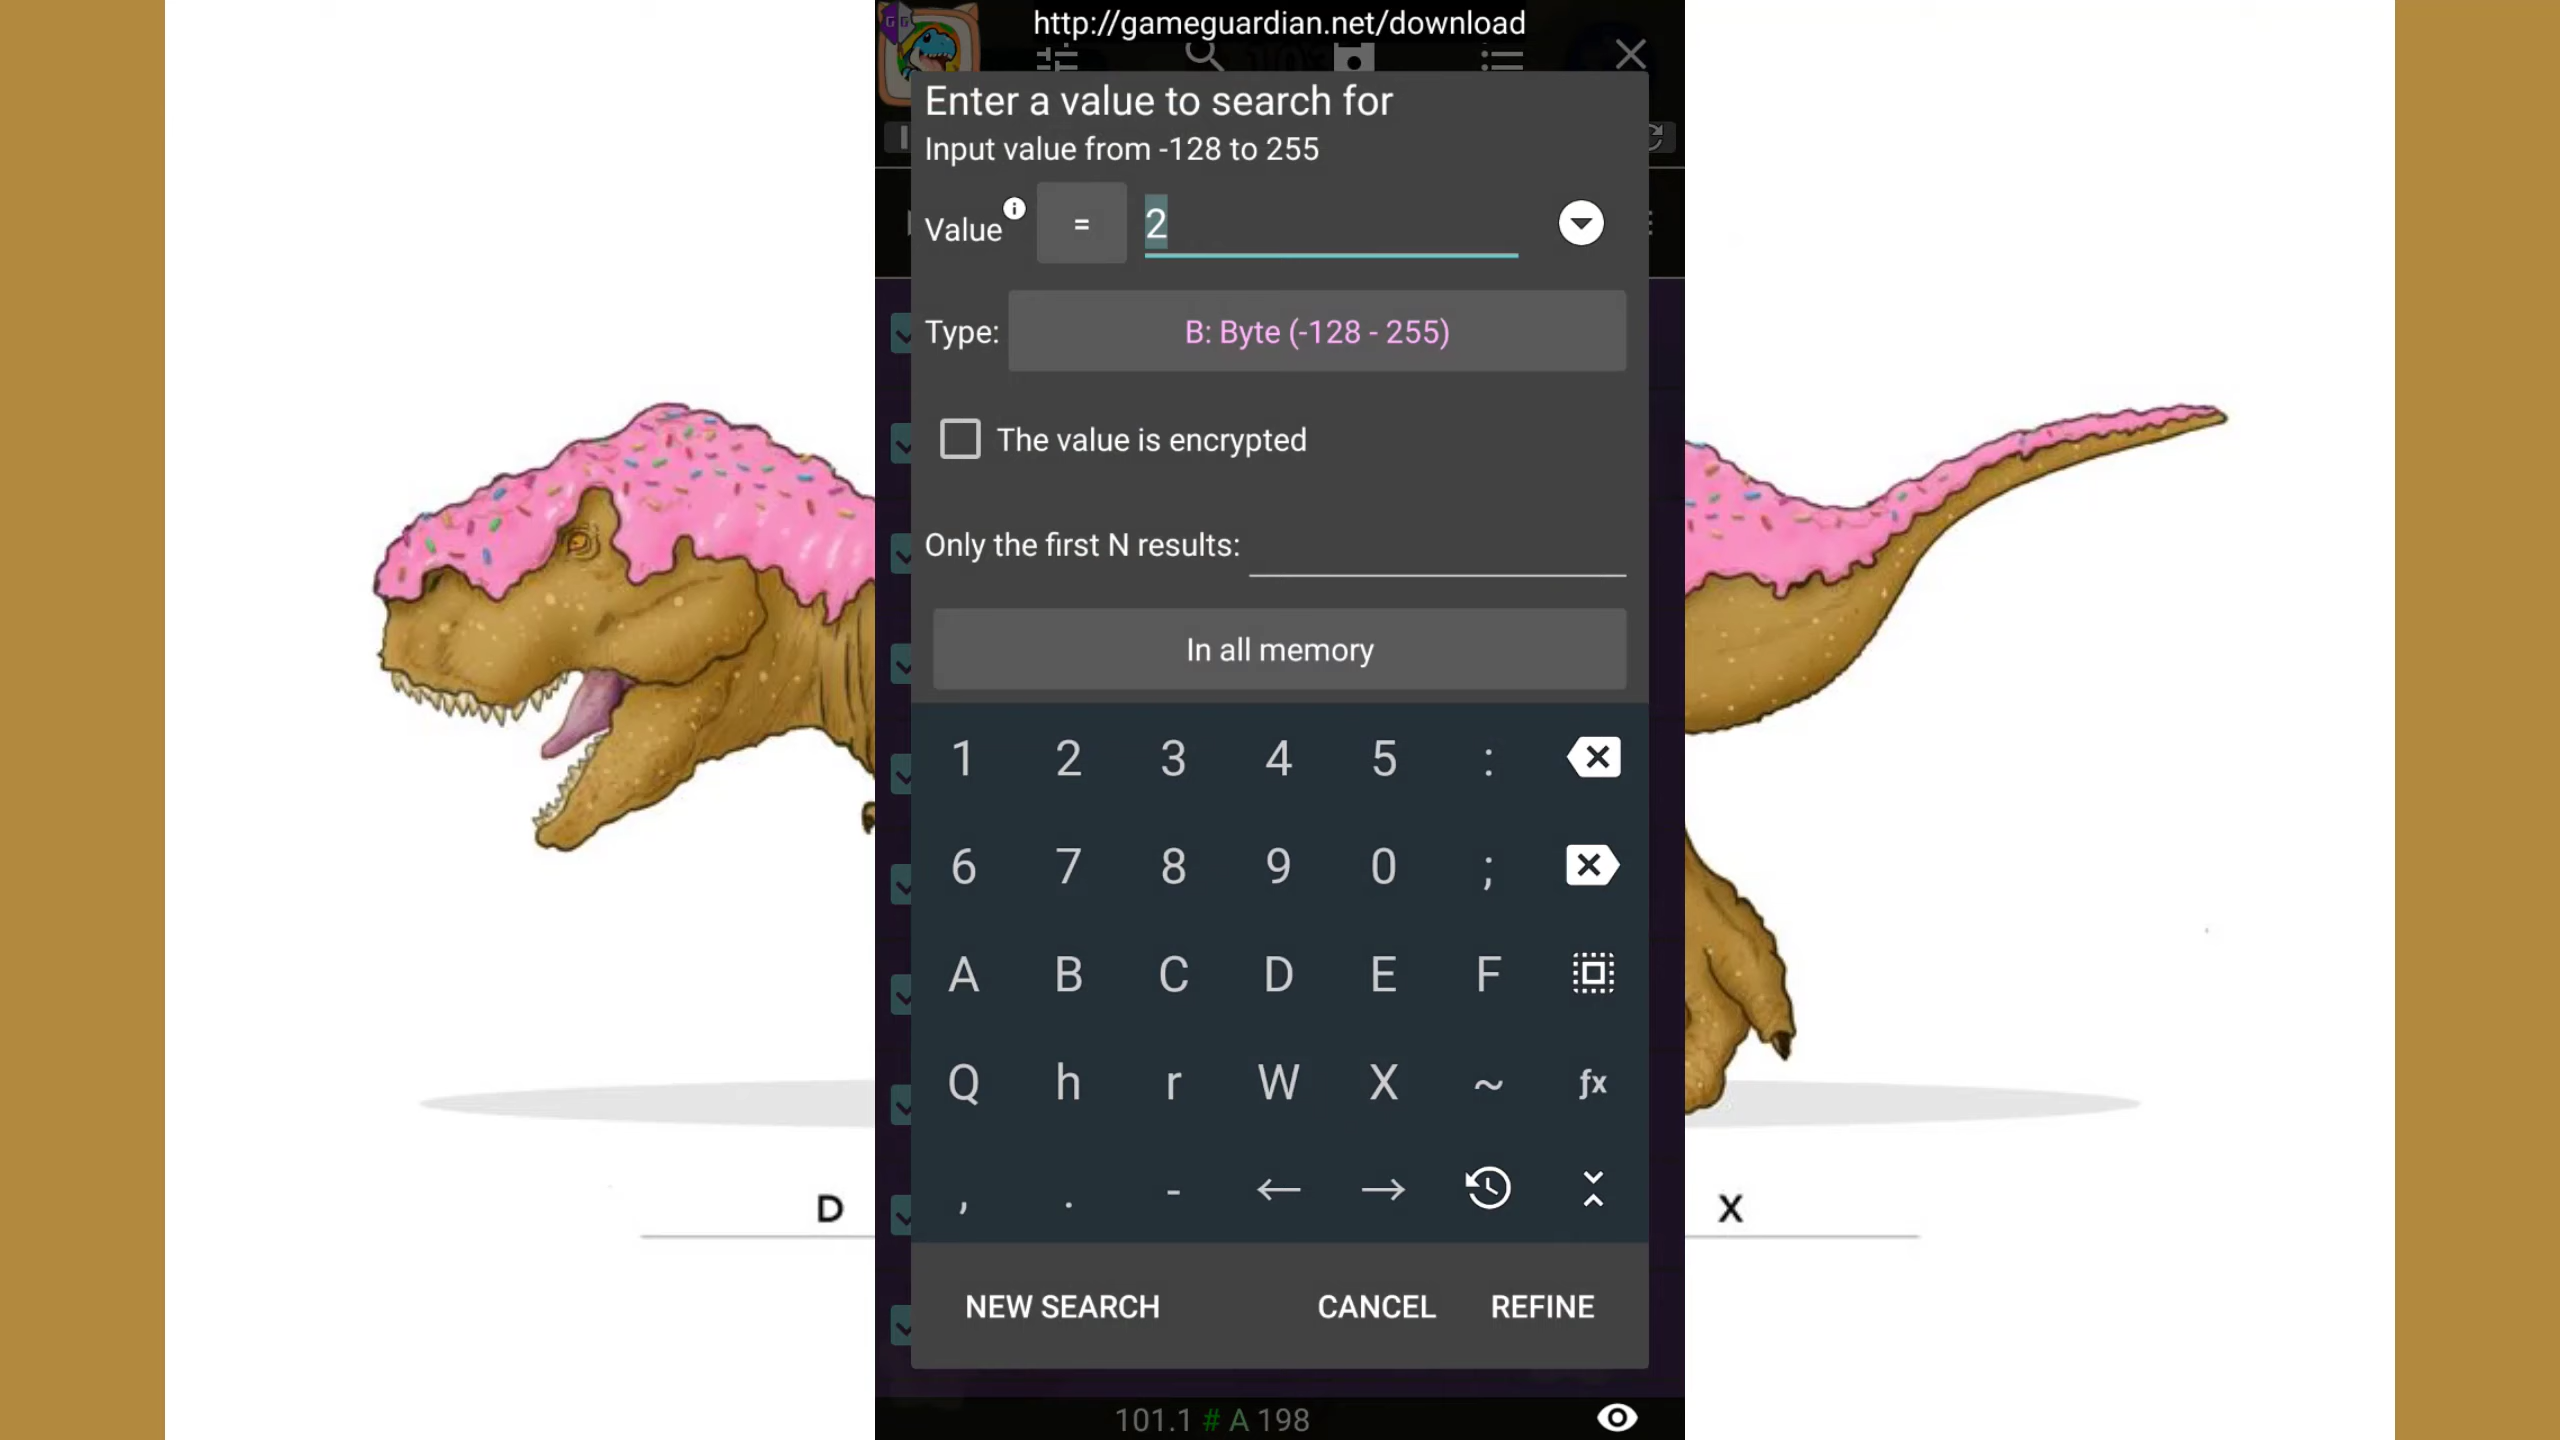 http://gameguardian.net/download
Enter a value to search for
Input value from -128 to 255
Value = 2
Type: B: Byte (-128 - 255)
The value is encrypted
Only the first N results:
In all memory
1 2 3 4 5 :
6 7 8 9 0 ;
A B C D E F
Q h r W X ~ ƒx
, . - ← →
D X
NEW SEARCH CANCEL REFINE
101.1 # A 198